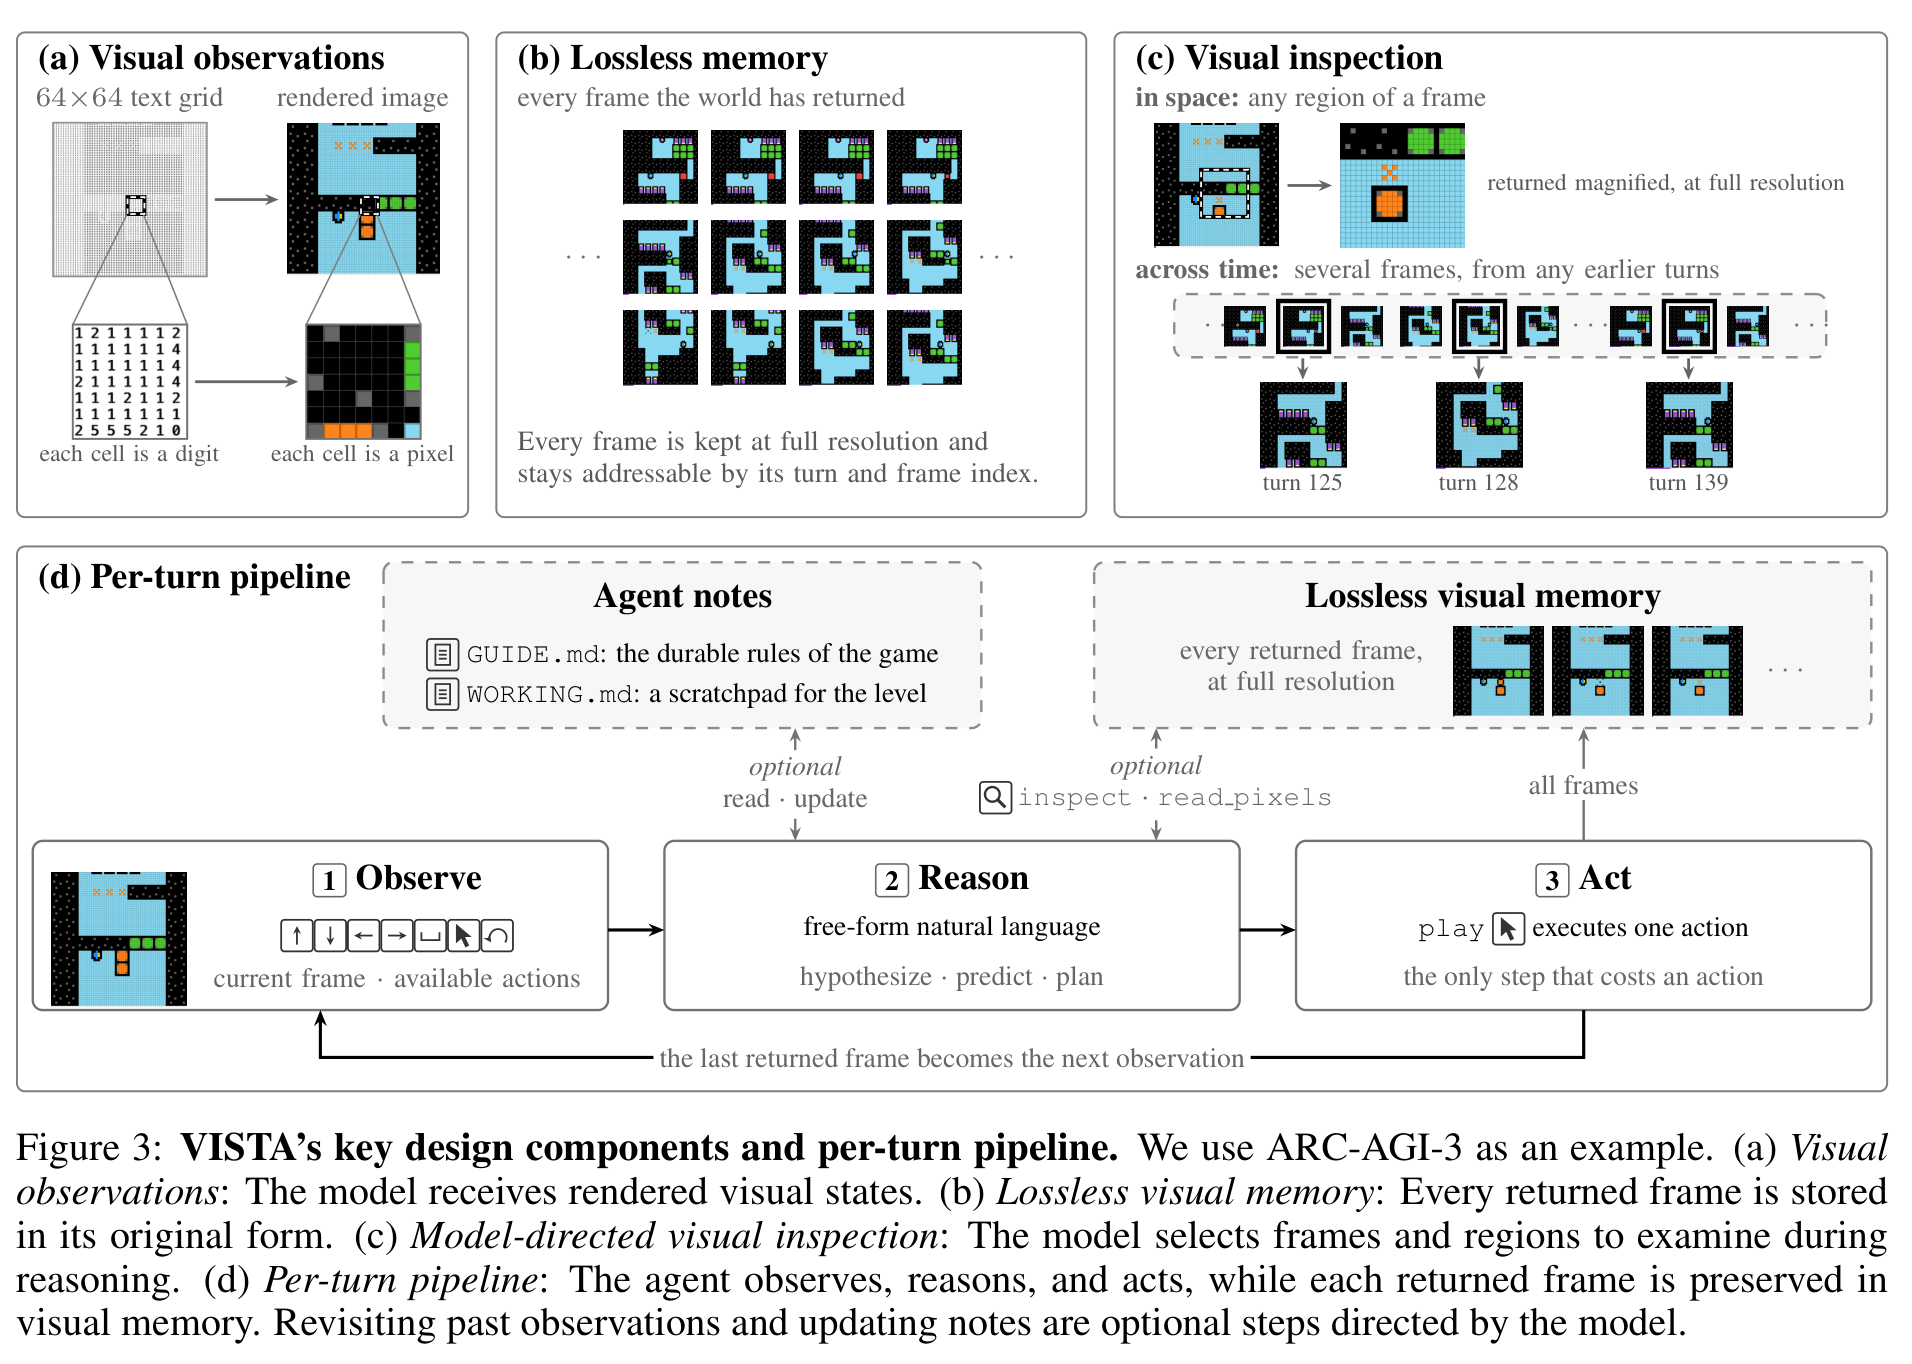 (a) Visual observations
64×64 text grid
rendered image
1 2 1 1 1 1 2
1 1 1 1 1 1 4
1 1 1 1 1 1 4
2 1 1 1 1 1 4
1 1 1 2 1 1 2
1 1 1 1 1 1 1
2 5 5 5 2 1 0
each cell is a digit
each cell is a pixel
(b) Lossless memory
every frame the world has returned
· · ·
· · ·
Every frame is kept at full resolution and
stays addressable by its turn and frame index.
(c) Visual inspection
in space: any region of a frame
returned magnified, at full resolution
across time: several frames, from any earlier turns
turn 125
turn 128
turn 139
(d) Per-turn pipeline
Agent notes
GUIDE.md: the durable rules of the game
WORKING.md: a scratchpad for the level
Lossless visual memory
every returned frame,
at full resolution
· · ·
optional
read · update
optional
inspect · read_pixels
all frames
1 Observe
↑ ↓ ← →
current frame · available actions
2 Reason
free-form natural language
hypothesize · predict · plan
3 Act
play executes one action
the only step that costs an action
the last returned frame becomes the next observation
Figure 3: VISTA's key design components and per-turn pipeline. We use ARC-AGI-3 as an example. (a) Visual
observations: The model receives rendered visual states. (b) Lossless visual memory: Every returned frame is stored
in its original form. (c) Model-directed visual inspection: The model selects frames and regions to examine during
reasoning. (d) Per-turn pipeline: The agent observes, reasons, and acts, while each returned frame is preserved in
visual memory. Revisiting past observations and updating notes are optional steps directed by the model.